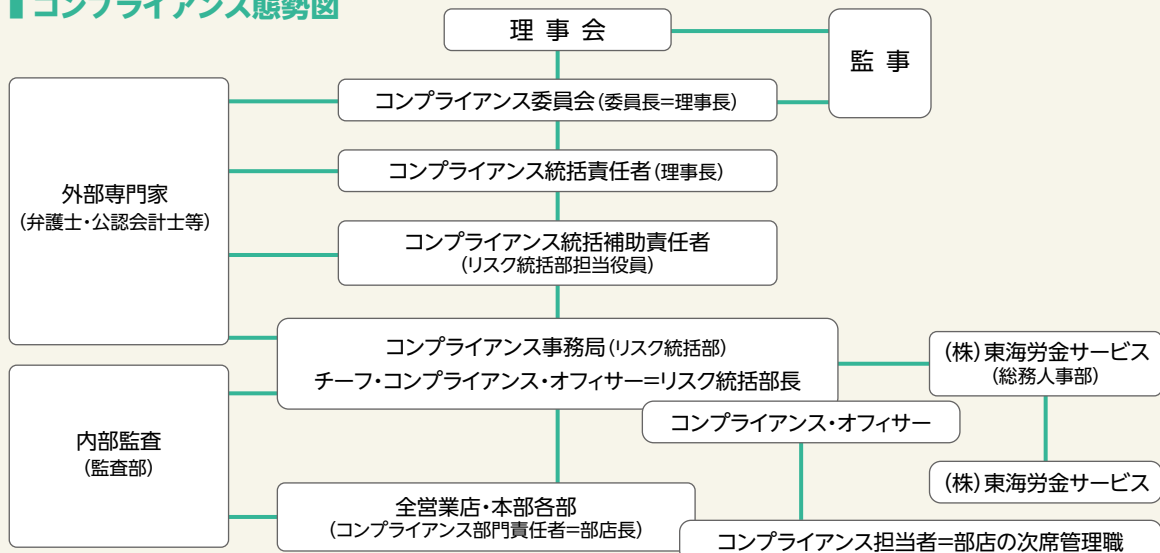 コンプライアンス態勢図
理事会
監事
コンプライアンス委員会(委員長=理事長)
コンプライアンス統括責任者(理事長)
外部専門家
(弁護士・公認会計士等)
コンプライアンス統括補助責任者
(リスク統括部担当役員)
コンプライアンス事務局(リスク統括部)
チーフ・コンプライアンス・オフィサー=リスク統括部長
(株)東海労金サービス
(総務人事部)
コンプライアンス・オフィサー
内部監査
(監査部)
(株)東海労金サービス
全営業店・本部各部
(コンプライアンス部門責任者=部店長)
コンプライアンス担当者=部店の次席管理職